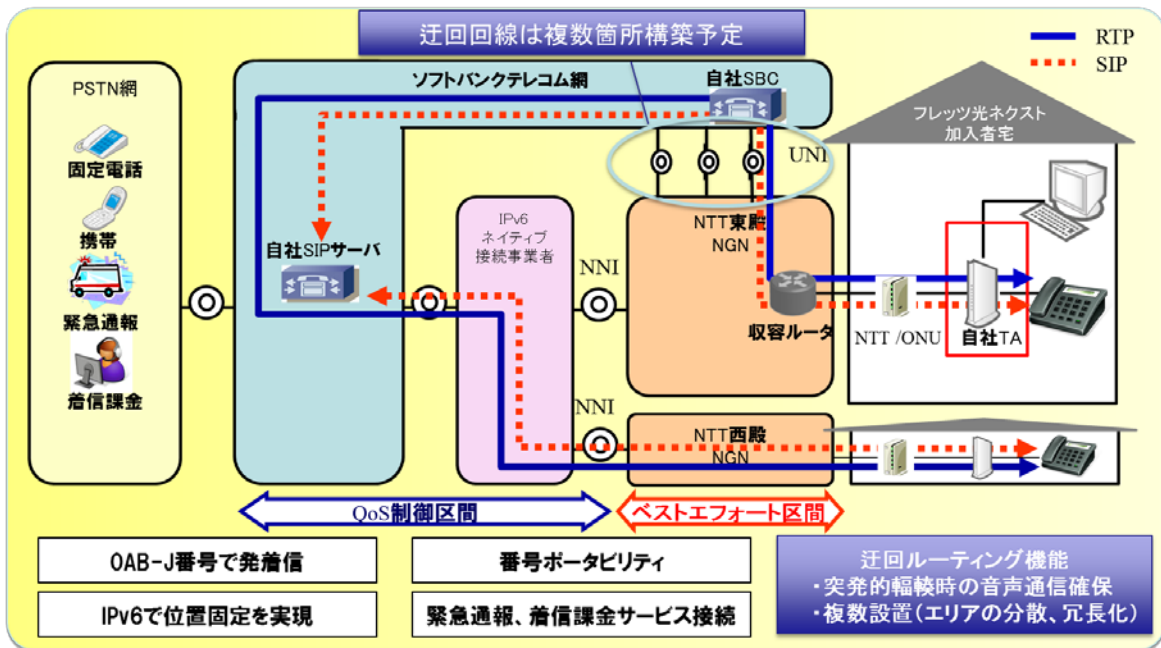 迂回回線は複数箇所構築予定
RTP
SIP
PSTN網
固定電話
携帯
緊急通報
着信課金
ソフトバンクテレコム網
自社SBC
自社SIPサーバ
IPv6
ネイティブ
接続事業者
NNI
NNI
UNI
NTT東殿
NGN
収容ルータ
NTT西殿
NGN
フレッツ光ネクスト
加入者宅
NTT /ONU
自社TA
QoS制御区間
ベストエフォート区間
OAB-J番号で発着信
番号ポータビリティ
IPv6で位置固定を実現
緊急通報、着信課金サービス接続
迂回ルーティング機能
・突発的輻輳時の音声通信確保
・複数設置(エリアの分散、冗長化)